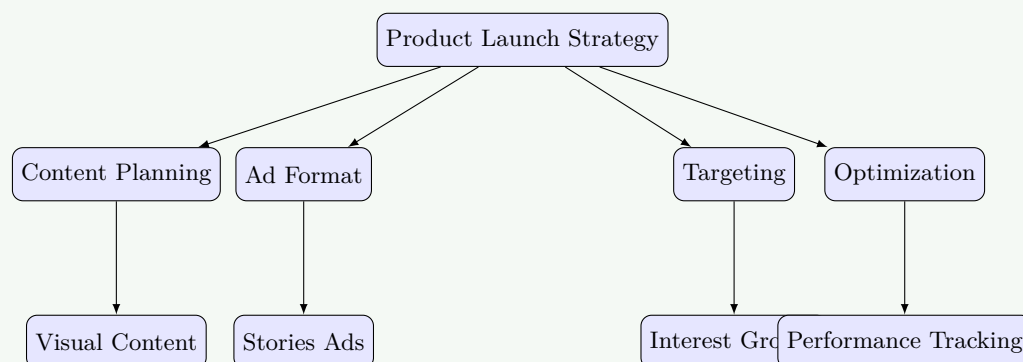 Product Launch Strategy
Content Planning
Ad Format
Targeting
Optimization
Visual Content
Stories Ads
Interest
Performance Tracking